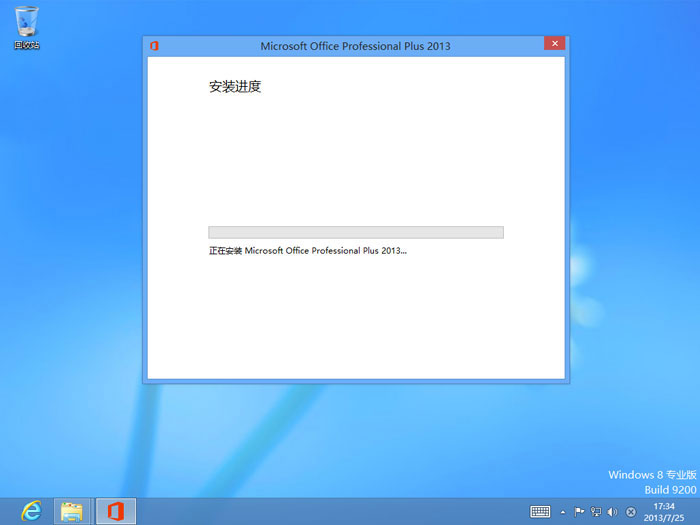 回收站
Microsoft Office Professional Plus 2013
安装进度
正在安装 Microsoft Office Professional Plus 2013...
Windows 8 专业版
Build 9200
17:34
2013/7/25